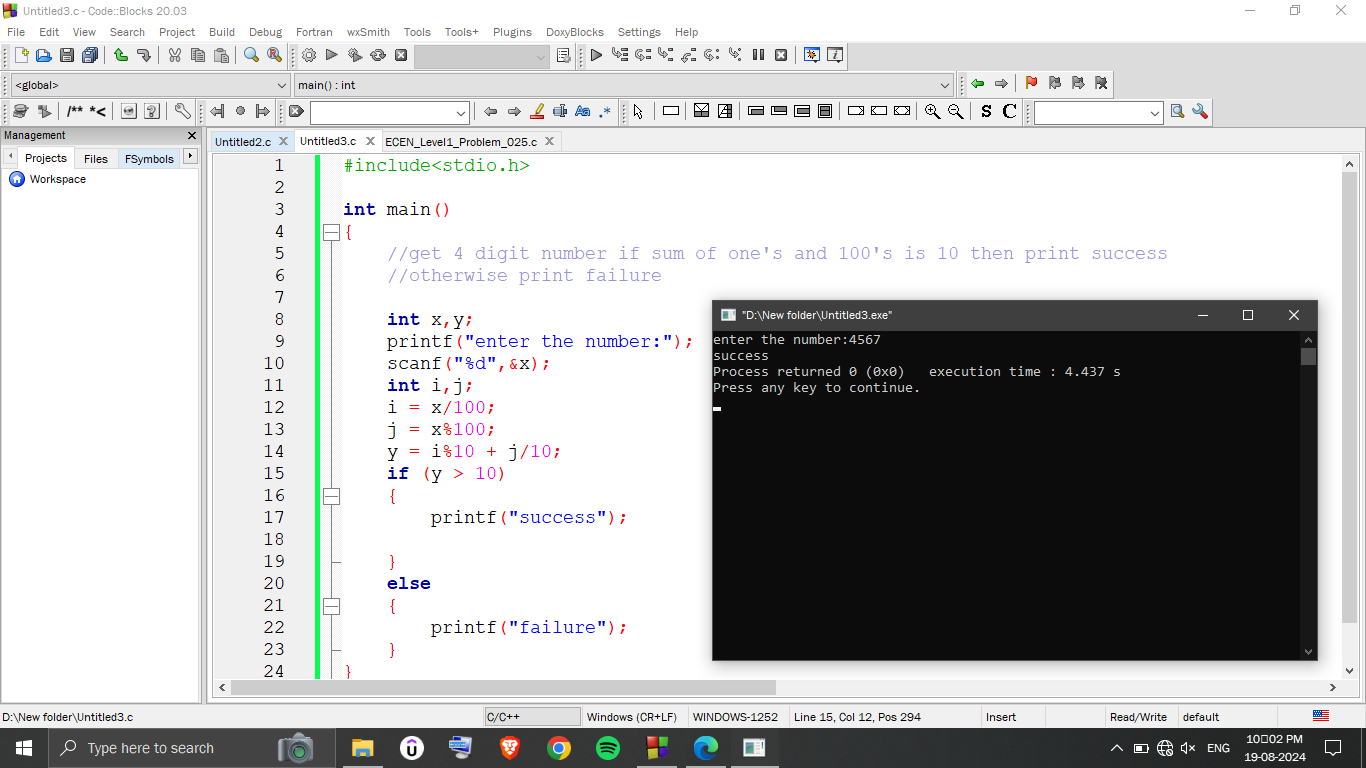 Untitled3.c - Code::Blocks 20.03
File Edit View Search Project Build Debug Fortran wxSmith Tools Tools+ Plugins DoxyBlocks Settings Help
<global>
main() : int
/** *<
Aa .*
S C
Management
Projects Files FSymbols
Workspace
Untitled2.c Untitled3.c ECEN_Level1_Problem_025.c
1 #include<stdio.h>
2
3 int main()
4 {
5 //get 4 digit number if sum of one's and 100's is 10 then print success
6 //otherwise print failure
7
8 int x,y;
9 printf("enter the number:");
10 scanf("%d",&x);
11 int i,j;
12 i = x/100;
13 j = x%100;
14 y = i%10 + j/10;
15 if (y > 10)
16 {
17 printf("success");
18
19 }
20 else
21 {
22 printf("failure");
23 }
24 }
"D:\New folder\Untitled3.exe"
enter the number:4567
success
Process returned 0 (0x0) execution time : 4.437 s
Press any key to continue.
D:\New folder\Untitled3.c C/C++ Windows (CR+LF) WINDOWS-1252 Line 15, Col 12, Pos 294 Insert Read/Write default
Type here to search
ENG
10▯02 PM
19-08-2024